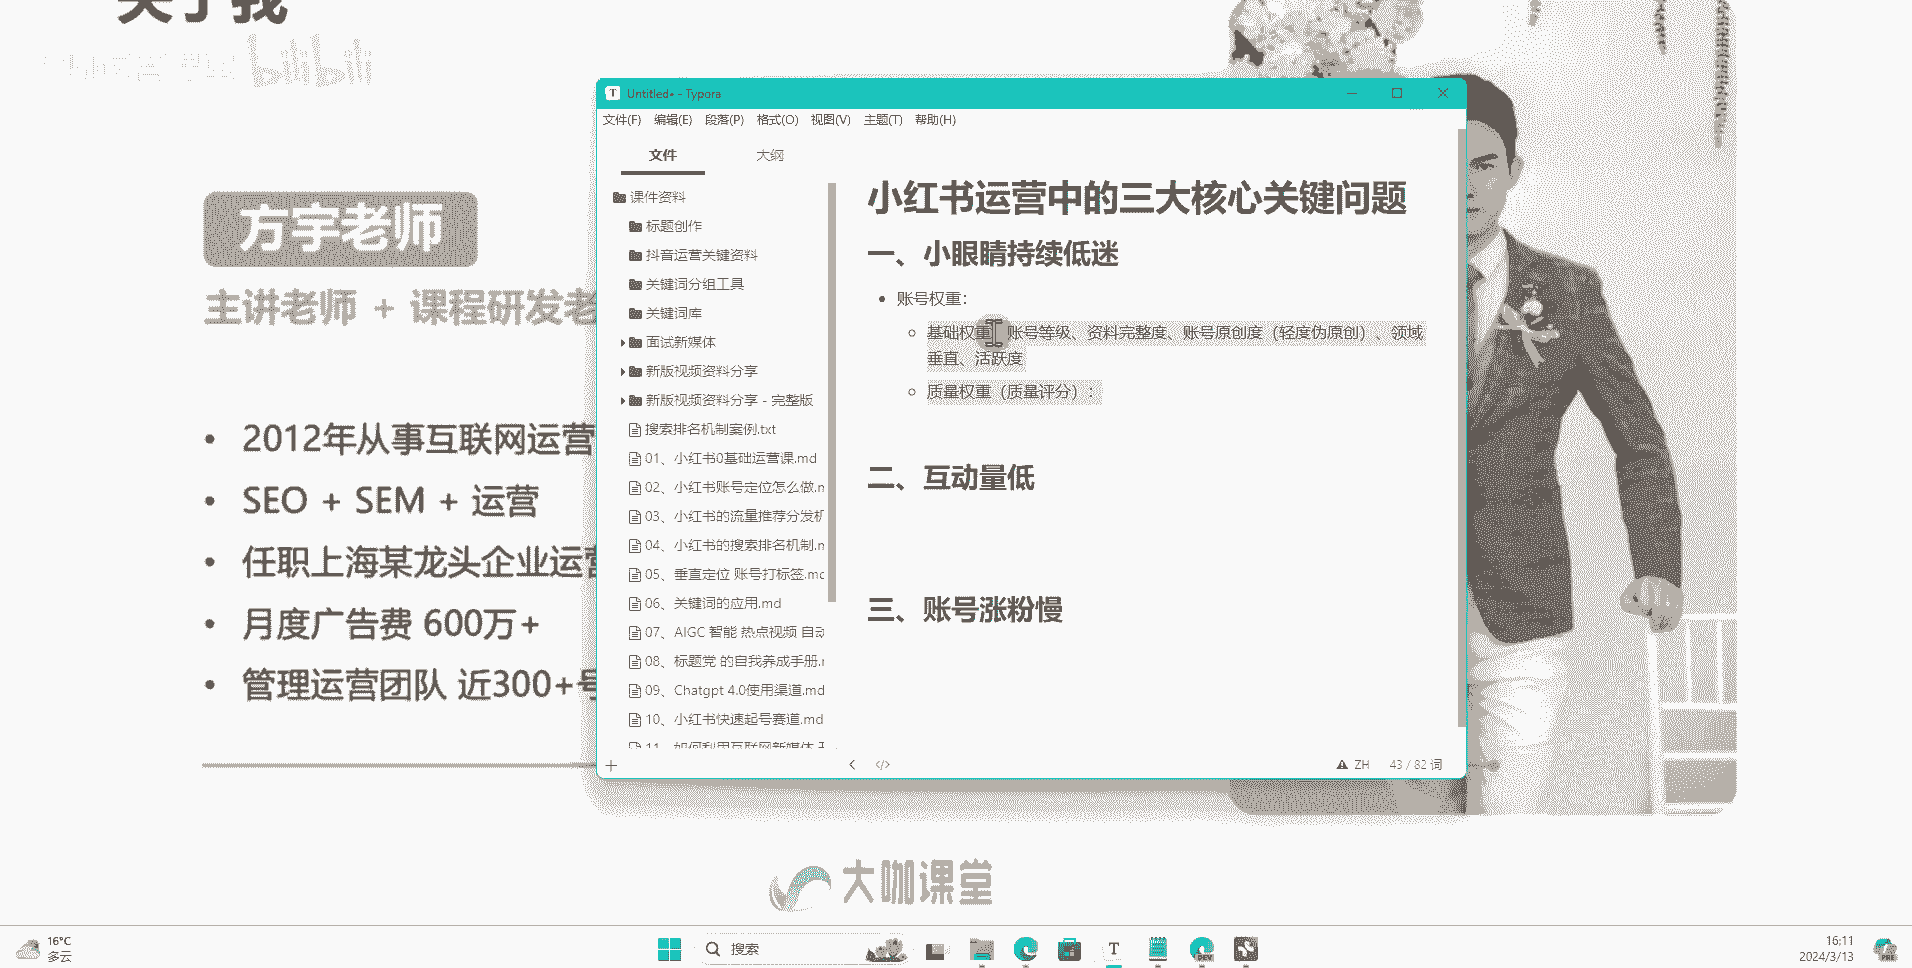 关于我
bilibili
方宇老师
主讲老师 + 课程研发老
• 2012年从事互联网运营
• SEO + SEM + 运营
• 任职上海某龙头企业运营
• 月度广告费 600万+
• 管理运营团队 近300+号
Untitled• - Typora
文件(F) 编辑(E) 段落(P) 格式(O) 视图(V) 主题(T) 帮助(H)
文件 大纲
课件资料
标题创作
抖音运营关键资料
关键词分组工具
关键词库
面试新媒体
新版视频资料分享
新版视频资料分享 - 完整版
搜索排名机制案例.txt
01、小红书0基础运营课.md
02、小红书账号定位怎么做.m
03、小红书的流量推荐分发机
04、小红书的搜索排名机制.m
05、垂直定位 账号打标签.md
06、关键词的应用.md
07、AIGC 智能 热点视频 自动
08、标题党 的自我养成手册.m
09、Chatgpt 4.0使用渠道.md
10、小红书快速起号赛道.md
11、如何利用互联网新媒体
小红书运营中的三大核心关键问题
一、小眼睛持续低迷
• 账号权重：
基础权重：账号等级、资料完整度、账号原创度（轻度伪原创）、领域
垂直、活跃度
质量权重（质量评分）：
二、互动量低
三、账号涨粉慢
ZH 43 / 82 词
大咖课堂
16°C
多云
搜索
T
DEV
16:11
2024/3/13
PRE